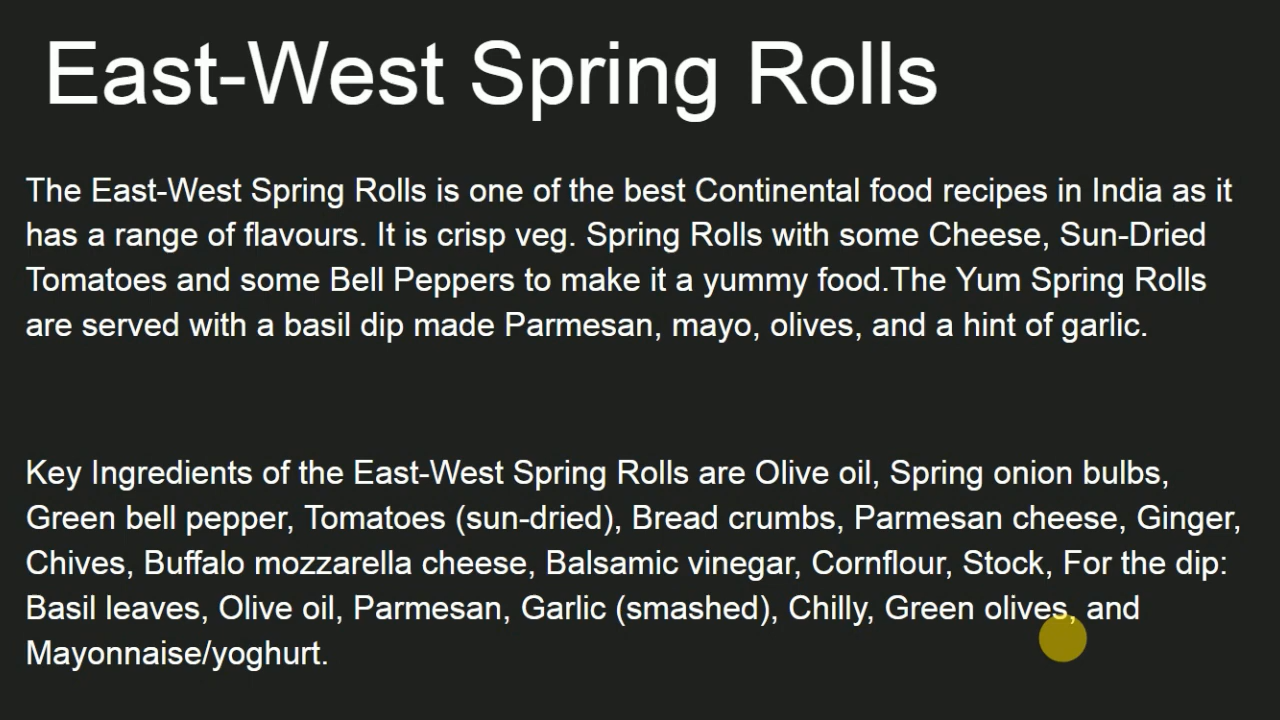 East-West Spring Rolls
The East-West Spring Rolls is one of the best Continental food recipes in India as it
has a range of flavours. It is crisp veg. Spring Rolls with some Cheese, Sun-Dried
Tomatoes and some Bell Peppers to make it a yummy food.The Yum Spring Rolls
are served with a basil dip made Parmesan, mayo, olives, and a hint of garlic.
Key Ingredients of the East-West Spring Rolls are Olive oil, Spring onion bulbs,
Green bell pepper, Tomatoes (sun-dried), Bread crumbs, Parmesan cheese, Ginger,
Chives, Buffalo mozzarella cheese, Balsamic vinegar, Cornflour, Stock, For the dip:
Basil leaves, Olive oil, Parmesan, Garlic (smashed), Chilly, Green olives, and
Mayonnaise/yoghurt.